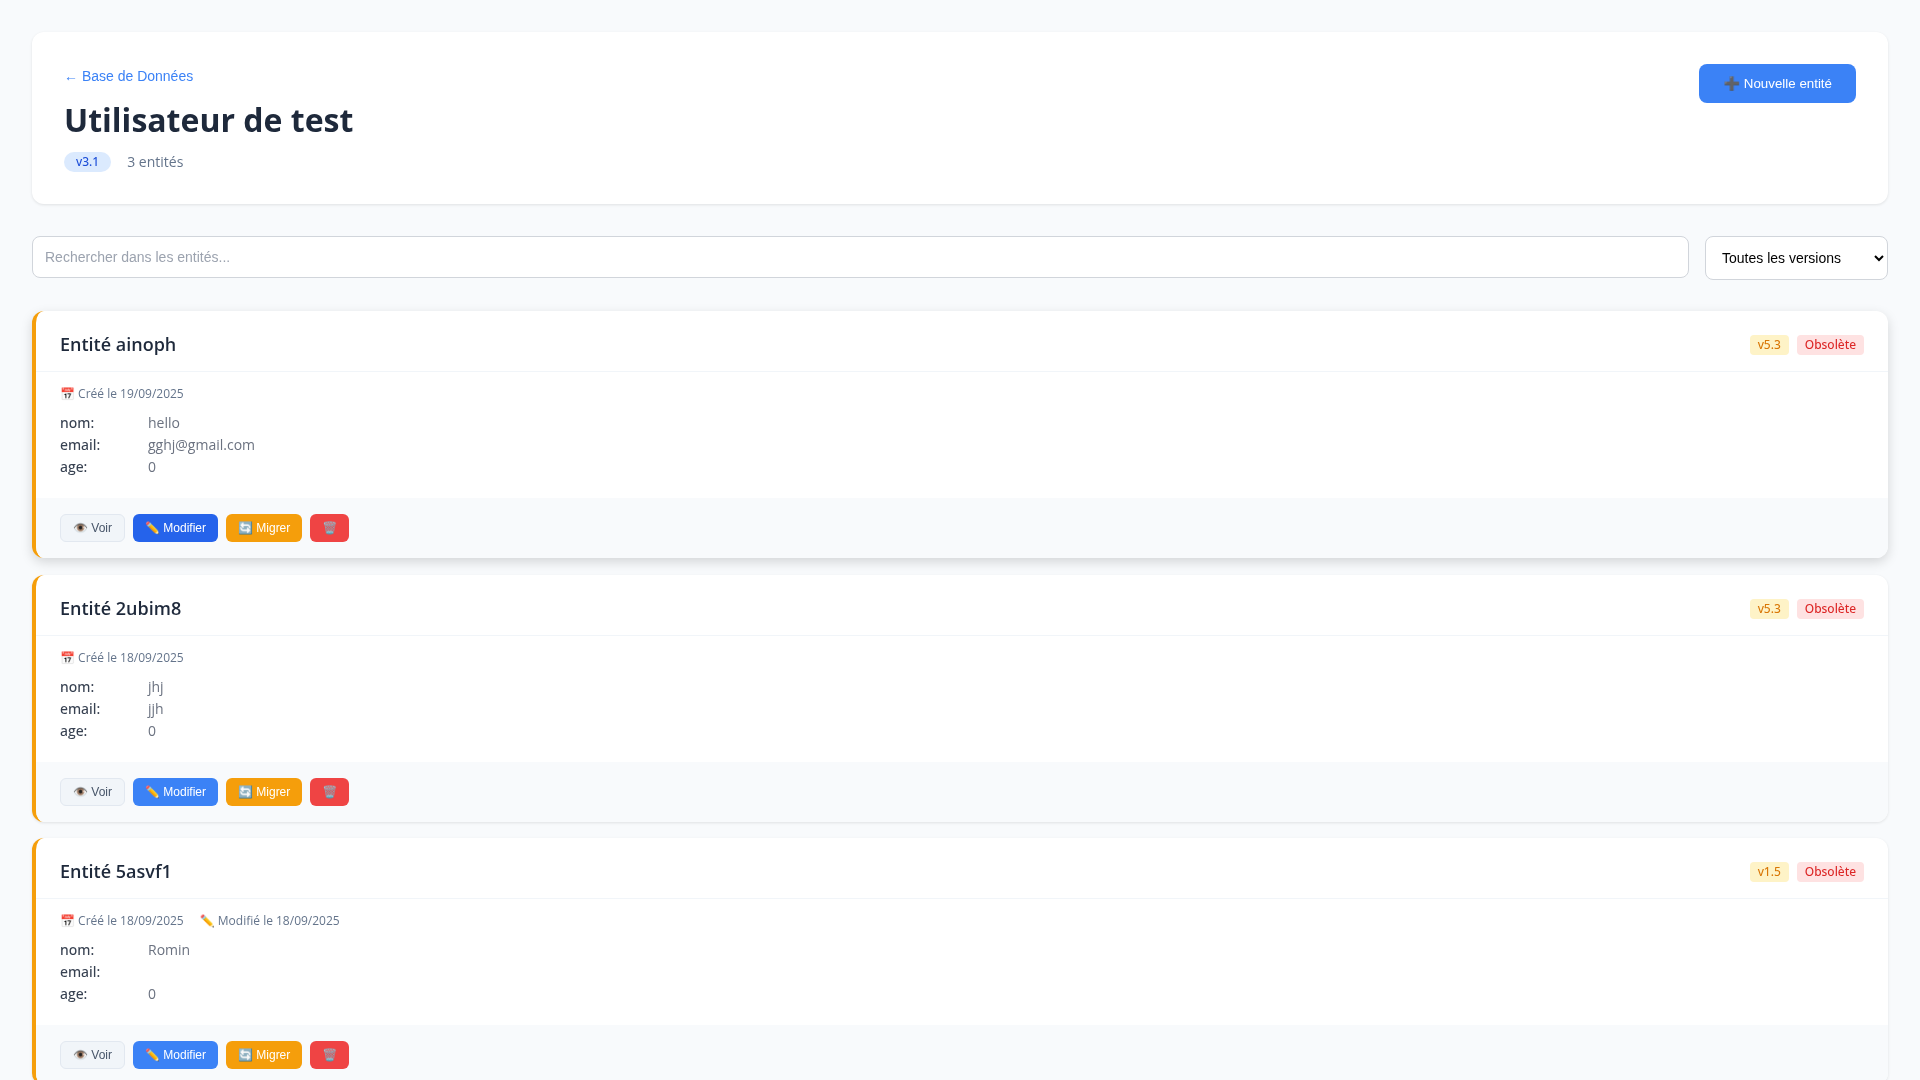 ← Base de Données
➕ Nouvelle entité
Utilisateur de test
v3.1 3 entités
Rechercher dans les entités...
Toutes les versions
Entité ainoph
v5.3 Obsolète
📅 Créé le 19/09/2025
nom: hello
email: gghj@gmail.com
age: 0
👁️ Voir ✏️ Modifier 🔄 Migrer 🗑️
Entité 2ubim8
v5.3 Obsolète
📅 Créé le 18/09/2025
nom: jhj
email: jjh
age: 0
👁️ Voir ✏️ Modifier 🔄 Migrer 🗑️
Entité 5asvf1
v1.5 Obsolète
📅 Créé le 18/09/2025 ✏️ Modifié le 18/09/2025
nom: Romin
email:
age: 0
👁️ Voir ✏️ Modifier 🔄 Migrer 🗑️